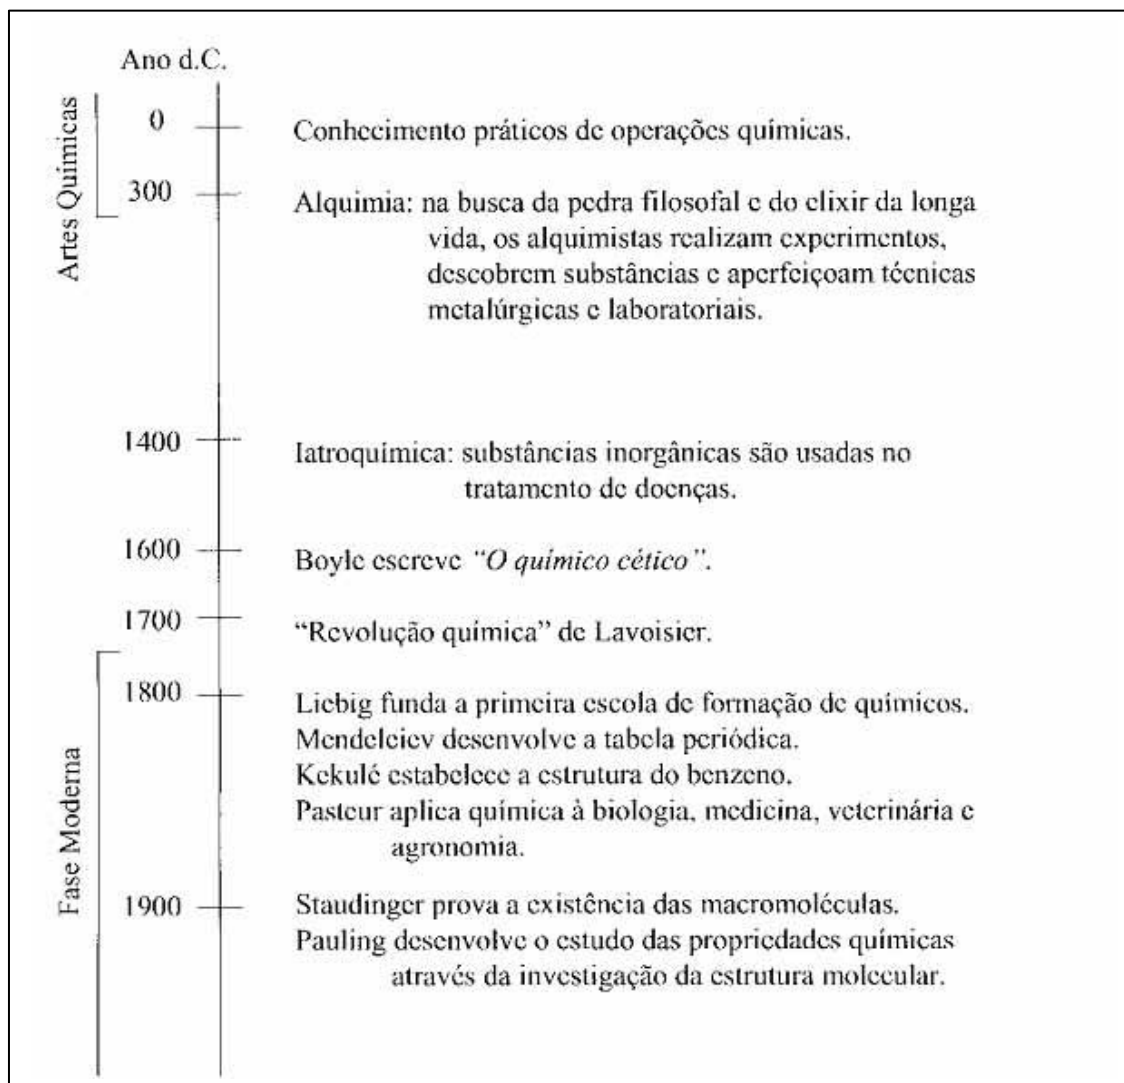 Ano d.C.
Artes Químicas
0
Conhecimento práticos de operações químicas.
300
Alquimia: na busca da pedra filosofal e do elixir da longa
vida, os alquimistas realizam experimentos,
descobrem substâncias e aperfeiçoam técnicas
metalúrgicas e laboratoriais.
1400
Iatroquímica: substâncias inorgânicas são usadas no
tratamento de doenças.
1600
Boyle escreve “O químico cético”.
1700
“Revolução química” de Lavoisier.
Fase Moderna
1800
Liebig funda a primeira escola de formação de químicos.
Mendeleiev desenvolve a tabela periódica.
Kekulé estabelece a estrutura do benzeno.
Pasteur aplica química à biologia, medicina, veterinária e
agronomia.
1900
Staudinger prova a existência das macromoléculas.
Pauling desenvolve o estudo das propriedades químicas
através da investigação da estrutura molecular.